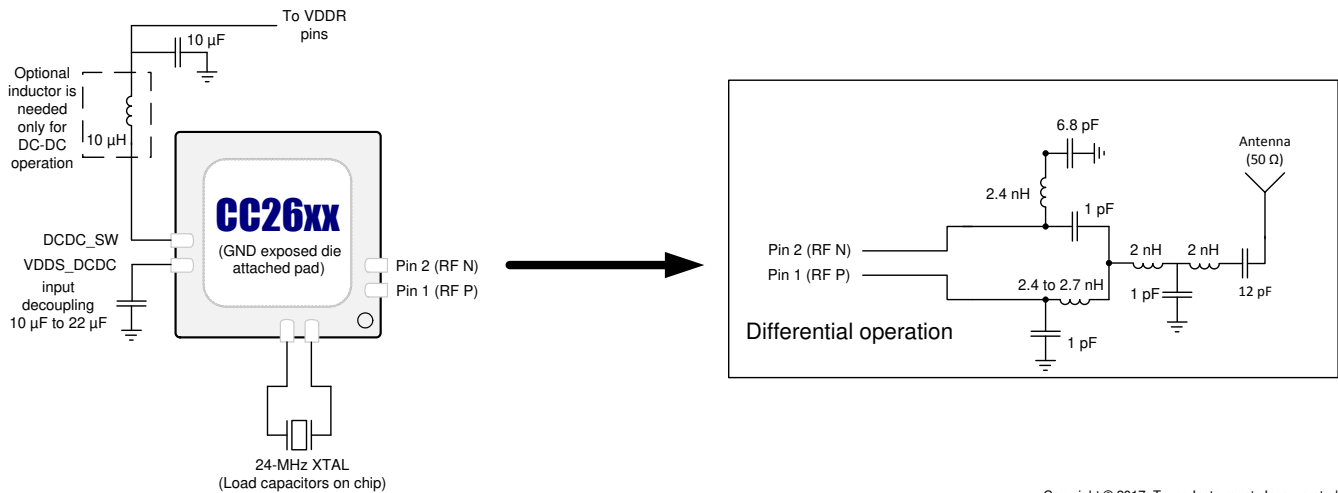 To VDDR
pins
10 µF
Optional
inductor is
needed
only for
DC-DC
operation
10 µH
CC26xx
(GND exposed die
attached pad)
DCDC_SW
VDDS_DCDC
input
decoupling
10 µF to 22 µF
Pin 2 (RF N)
Pin 1 (RF P)
24-MHz XTAL
(Load capacitors on chip)
6.8 pF
Antenna
(50 Ω)
2.4 nH
1 pF
Pin 2 (RF N)
Pin 1 (RF P)
2 nH
2 nH
2.4 to 2.7 nH
1 pF
12 pF
Differential operation
1 pF